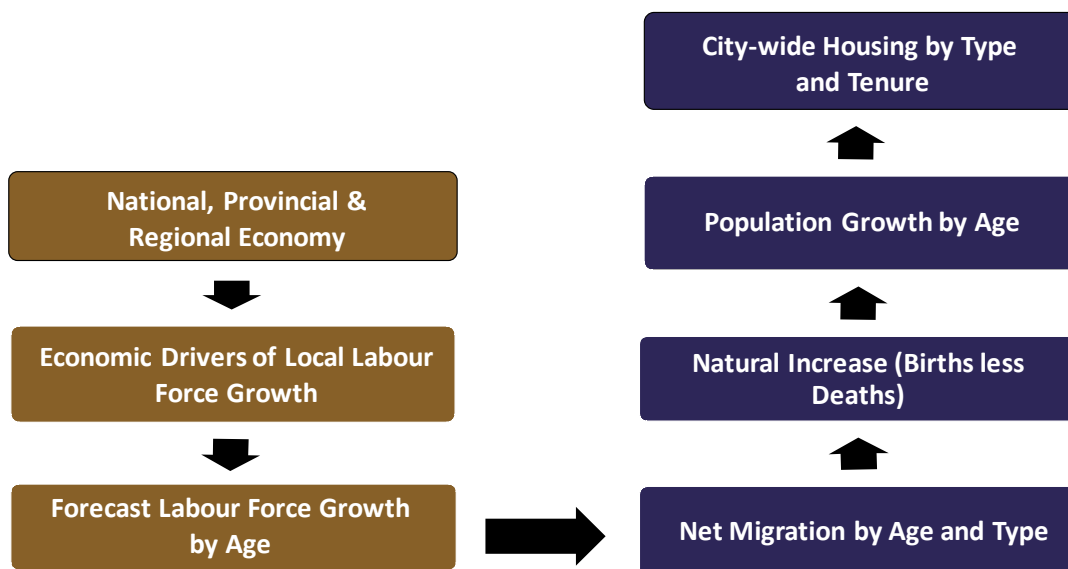 National, Provincial &
Regional Economy
Economic Drivers of Local Labour
Force Growth
Forecast Labour Force Growth
by Age
Net Migration by Age and Type
Natural Increase (Births less
Deaths)
Population Growth by Age
City-wide Housing by Type
and Tenure